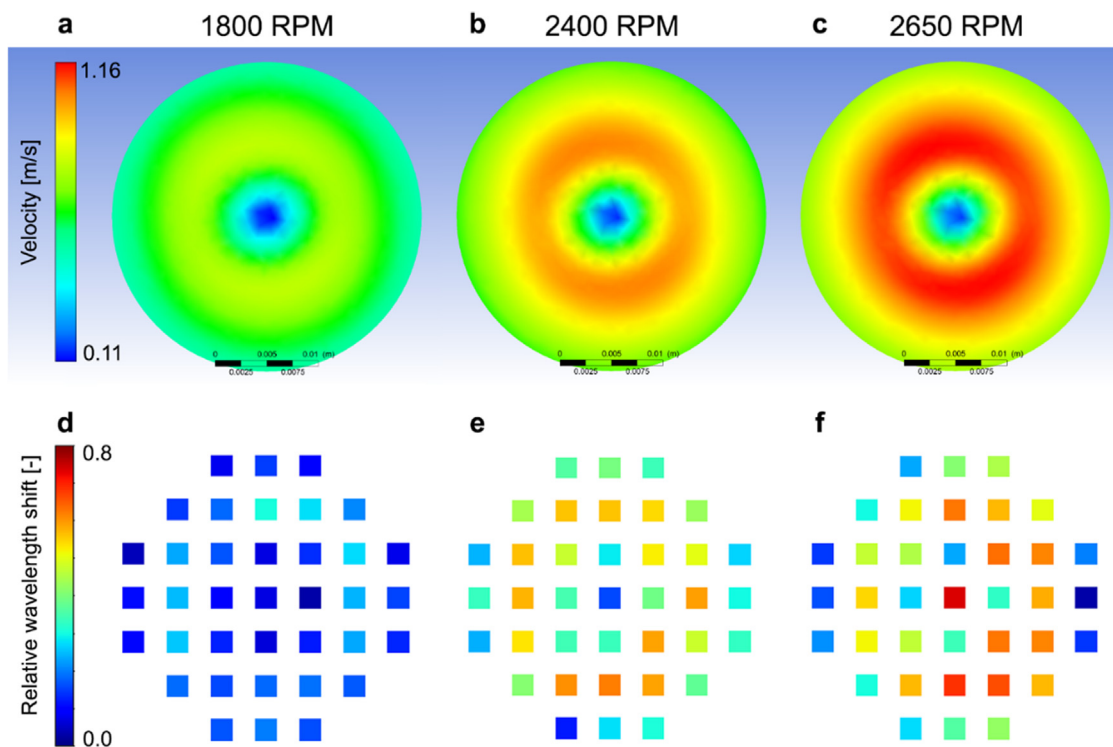 a 1800 RPM b 2400 RPM c 2650 RPM
1.16
Velocity [m/s]
0.11
0 0.005 0.01 (m)
0.0025 0.0075
0 0.005 0.01 (m)
0.0025 0.0075
0 0.005 0.01 (m)
0.0025 0.0075
d e f
0.8
Relative wavelength shift [-]
0.0